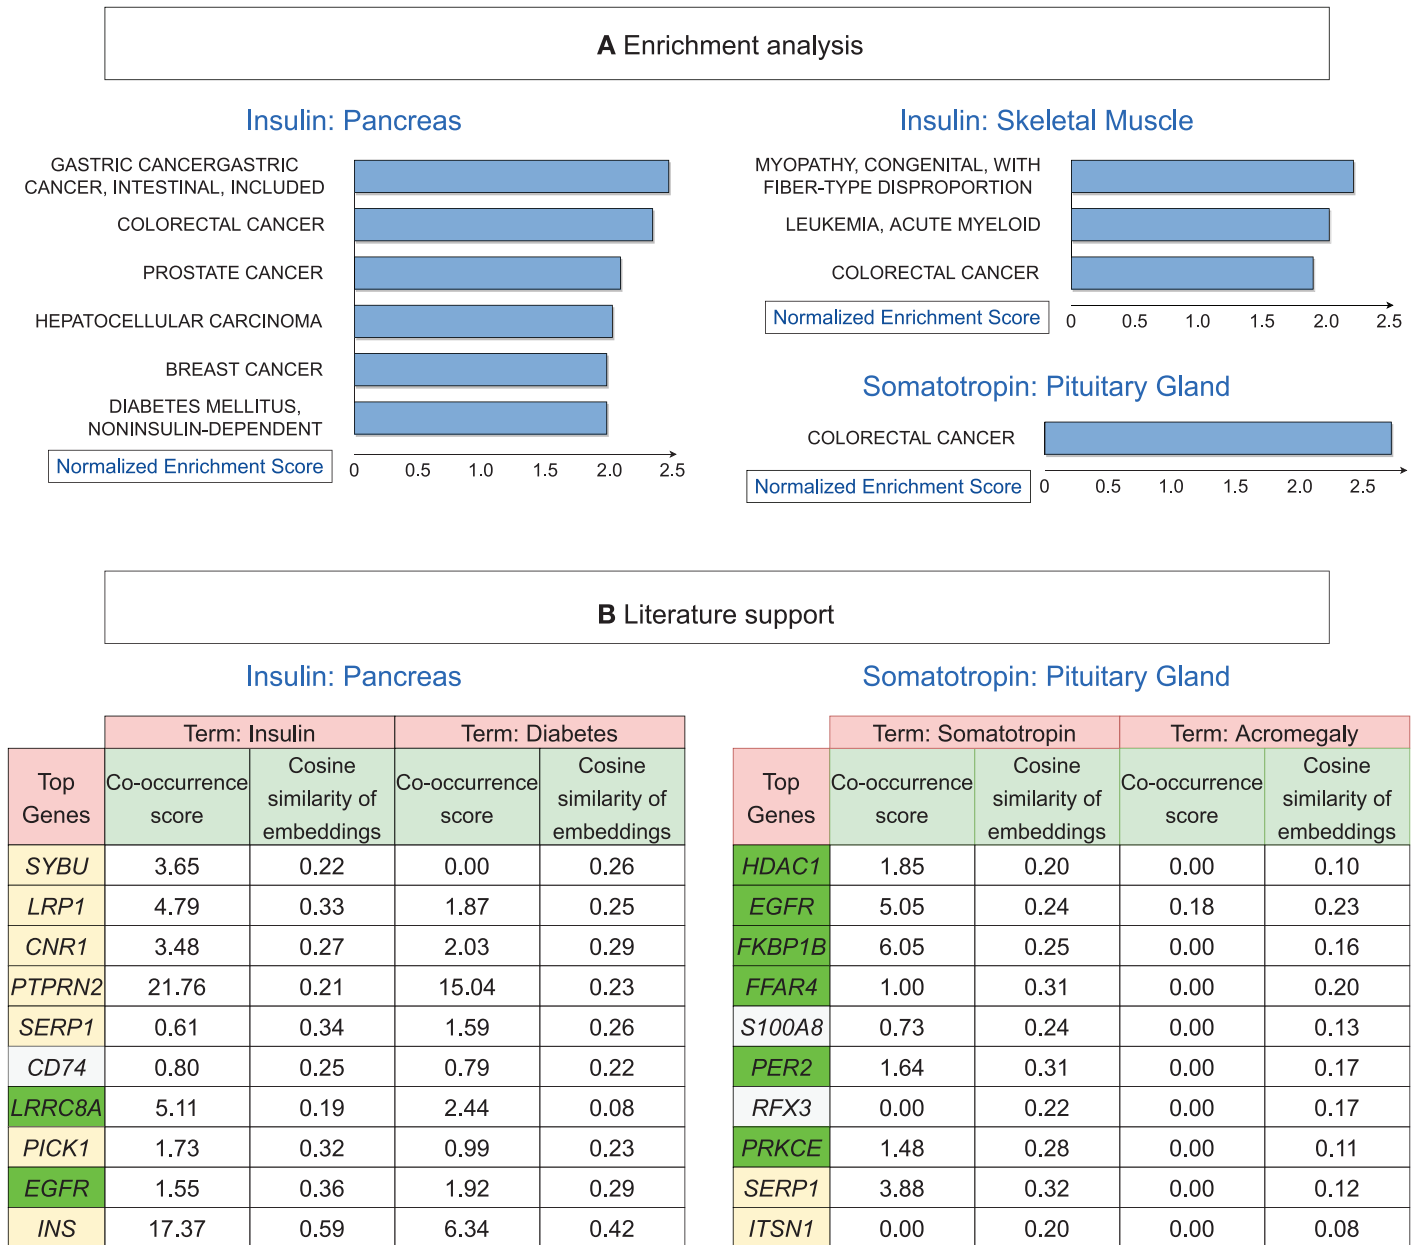 A Enrichment analysis
Insulin: Pancreas
GASTRIC CANCERGASTRIC
CANCER, INTESTINAL, INCLUDED
COLORECTAL CANCER
PROSTATE CANCER
HEPATOCELLULAR CARCINOMA
BREAST CANCER
DIABETES MELLITUS,
NONINSULIN-DEPENDENT
Normalized Enrichment Score
0 0.5 1.0 1.5 2.0 2.5
Insulin: Skeletal Muscle
MYOPATHY, CONGENITAL, WITH
FIBER-TYPE DISPROPORTION
LEUKEMIA, ACUTE MYELOID
COLORECTAL CANCER
Normalized Enrichment Score
0 0.5 1.0 1.5 2.0 2.5
Somatotropin: Pituitary Gland
COLORECTAL CANCER
Normalized Enrichment Score
0 0.5 1.0 1.5 2.0 2.5
B Literature support
Insulin: Pancreas
Term: Insulin Term: Diabetes
Top Genes Co-occurrence score Cosine similarity of embeddings Co-occurrence score Cosine similarity of embeddings
SYBU 3.65 0.22 0.00 0.26
LRP1 4.79 0.33 1.87 0.25
CNR1 3.48 0.27 2.03 0.29
PTPRN2 21.76 0.21 15.04 0.23
SERP1 0.61 0.34 1.59 0.26
CD74 0.80 0.25 0.79 0.22
LRRC8A 5.11 0.19 2.44 0.08
PICK1 1.73 0.32 0.99 0.23
EGFR 1.55 0.36 1.92 0.29
INS 17.37 0.59 6.34 0.42
Somatotropin: Pituitary Gland
Term: Somatotropin Term: Acromegaly
Top Genes Co-occurrence score Cosine similarity of embeddings Co-occurrence score Cosine similarity of embeddings
HDAC1 1.85 0.20 0.00 0.10
EGFR 5.05 0.24 0.18 0.23
FKBP1B 6.05 0.25 0.00 0.16
FFAR4 1.00 0.31 0.00 0.20
S100A8 0.73 0.24 0.00 0.13
PER2 1.64 0.31 0.00 0.17
RFX3 0.00 0.22 0.00 0.17
PRKCE 1.48 0.28 0.00 0.11
SERP1 3.88 0.32 0.00 0.12
ITSN1 0.00 0.20 0.00 0.08